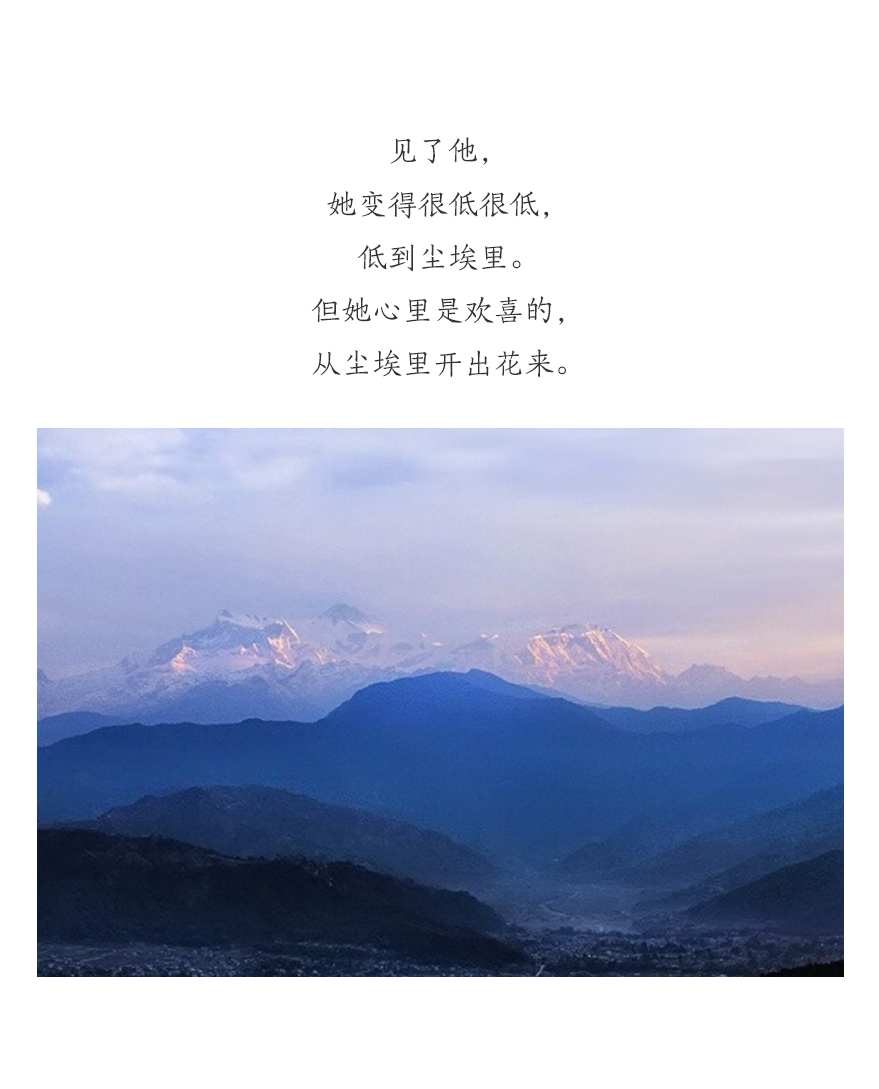 见了他，
她变得很低很低，
低到尘埃里。
但她心里是欢喜的，
从尘埃里开出花来。